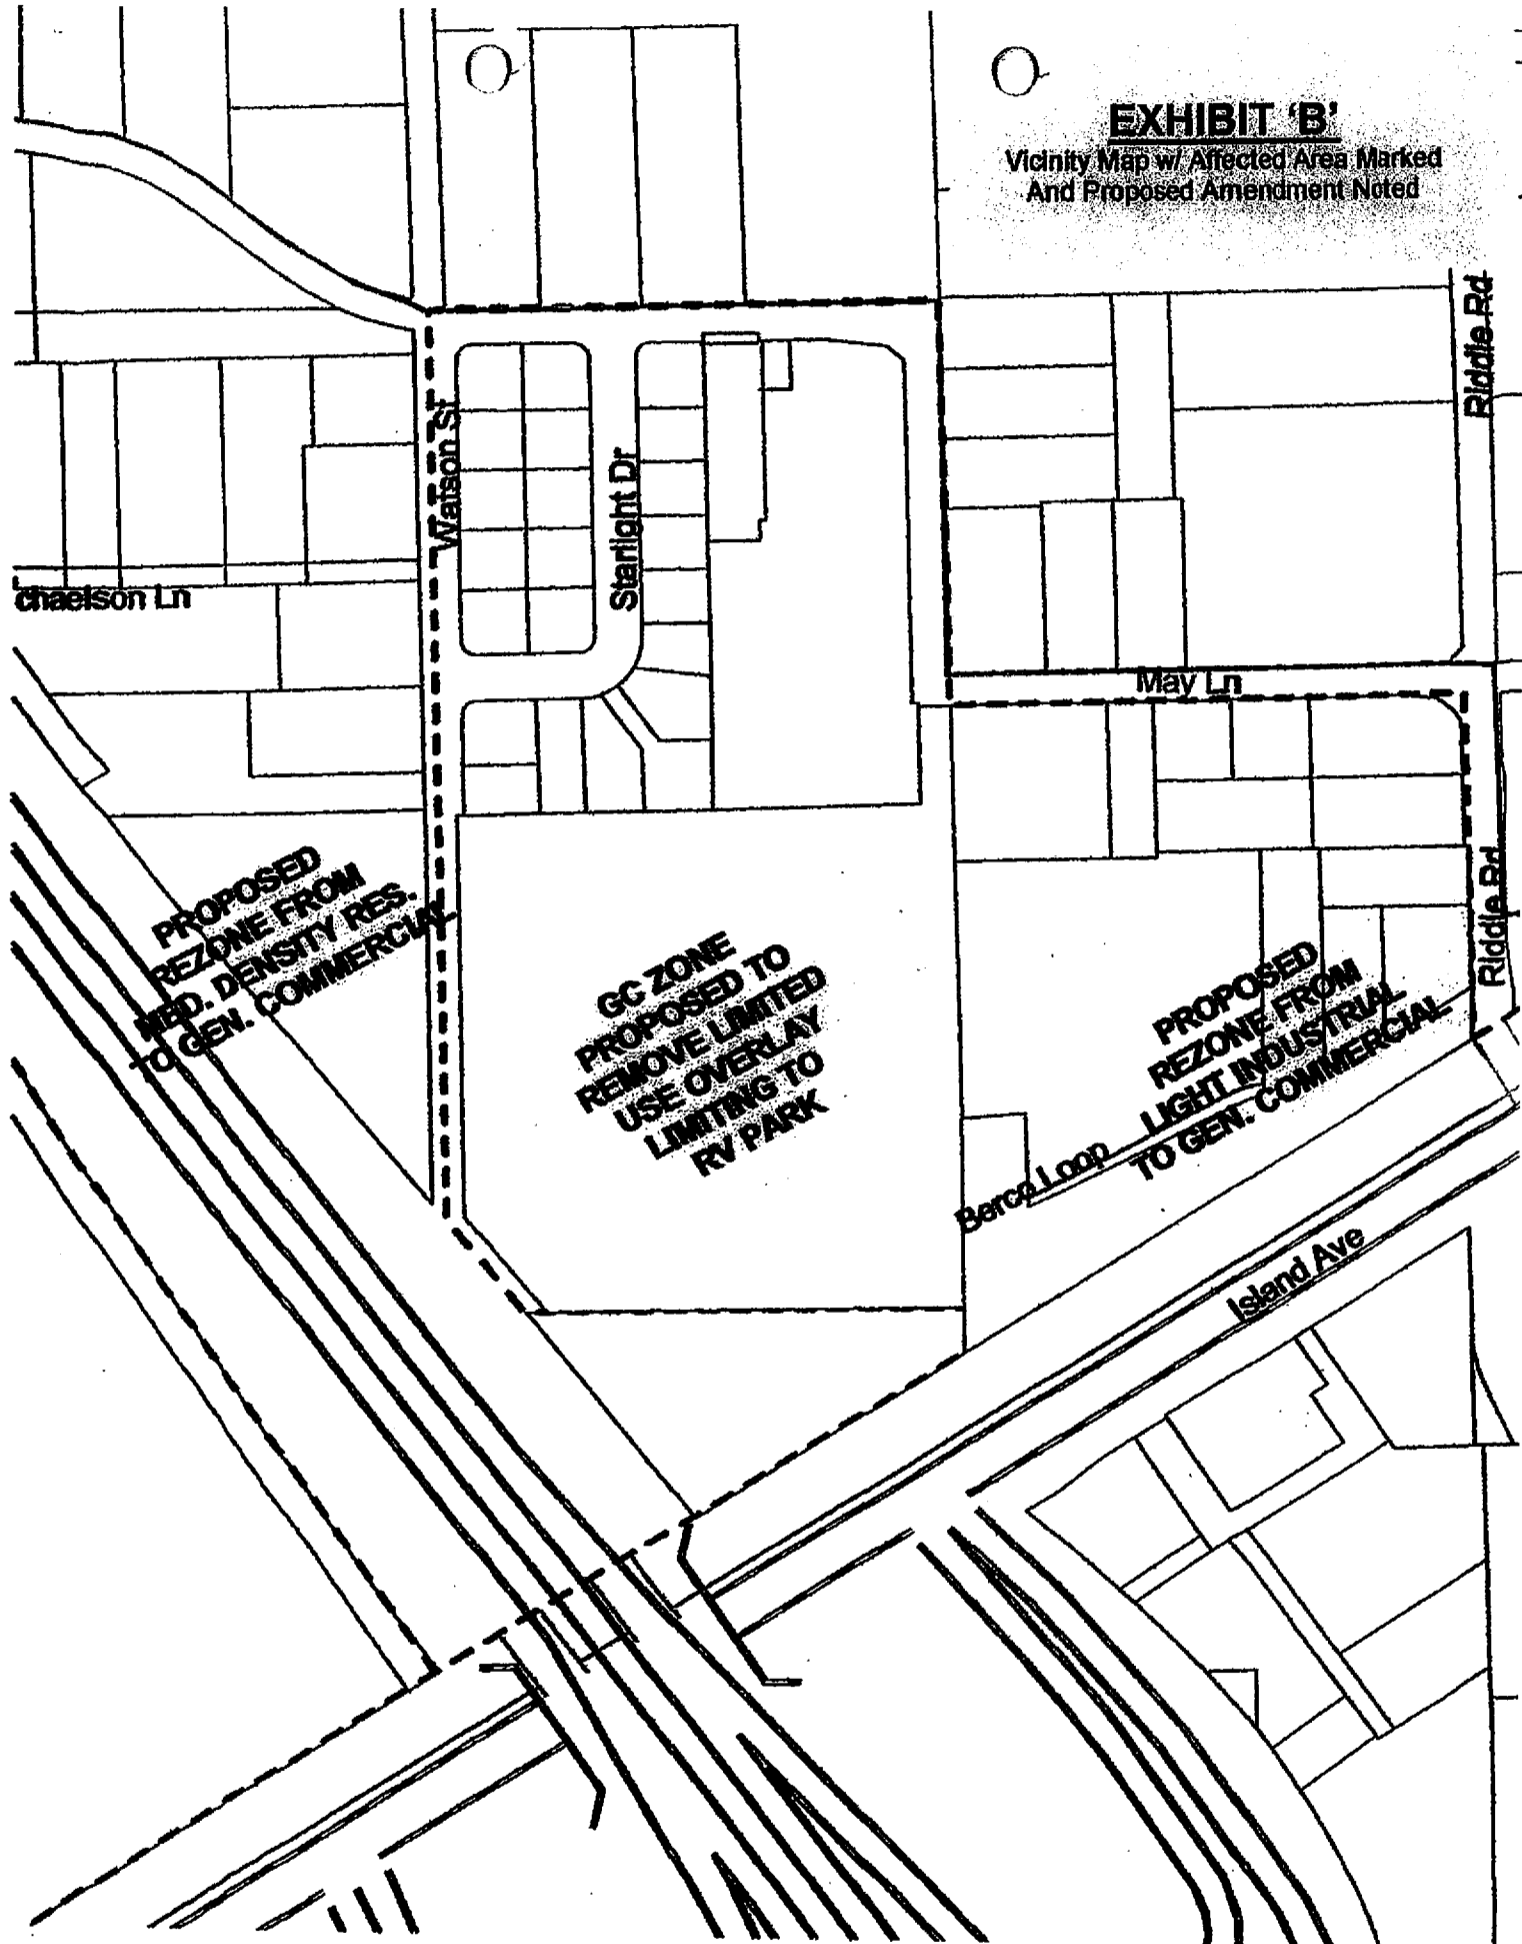 EXHIBIT 'B'
Vicinity Map w/ Affected Area Marked
And Proposed Amendment Noted
Riddle Rd
Watson St
Starlight Dr
chaelson Ln
May Ln
Riddle Rd
PROPOSED
REZONE FROM
MED. DENSITY RES.
TO GEN. COMMERCIAL
GC ZONE
PROPOSED TO
REMOVE LIMITED
USE OVERLAY
LIMITING TO
RV PARK
PROPOSED
REZONE FROM
LIGHT INDUSTRIAL
TO GEN. COMMERCIAL
Berco Loop
Island Ave